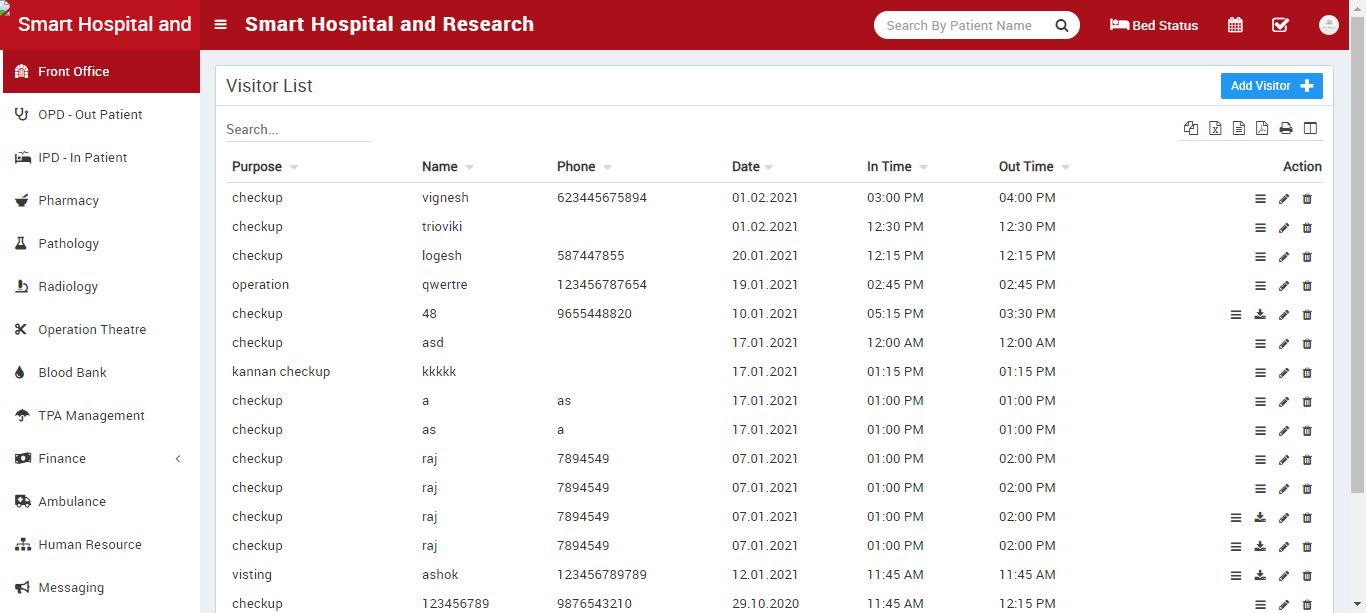 Smart Hospital and
Smart Hospital and Research
Search By Patient Name
Bed Status
Front Office
OPD - Out Patient
IPD - In Patient
Pharmacy
Pathology
Radiology
Operation Theatre
Blood Bank
TPA Management
Finance
Ambulance
Human Resource
Messaging
Visitor List
Add Visitor
Search...
Purpose Name Phone Date In Time Out Time Action
checkup vignesh 623445675894 01.02.2021 03:00 PM 04:00 PM
checkup trioviki 01.02.2021 12:30 PM 12:30 PM
checkup logesh 587447855 20.01.2021 12:15 PM 12:15 PM
operation qwertre 123456787654 19.01.2021 02:45 PM 02:45 PM
checkup 48 9655448820 10.01.2021 05:15 PM 03:30 PM
checkup asd 17.01.2021 12:00 AM 12:00 AM
kannan checkup kkkkk 17.01.2021 01:15 PM 01:15 PM
checkup a as 17.01.2021 01:00 PM 01:00 PM
checkup as a 17.01.2021 01:00 PM 01:00 PM
checkup raj 7894549 07.01.2021 01:00 PM 02:00 PM
checkup raj 7894549 07.01.2021 01:00 PM 02:00 PM
checkup raj 7894549 07.01.2021 01:00 PM 02:00 PM
checkup raj 7894549 07.01.2021 01:00 PM 02:00 PM
visting ashok 123456789789 12.01.2021 11:45 AM 11:45 AM
checkup 123456789 9876543210 29.10.2020 11:45 AM 12:15 PM